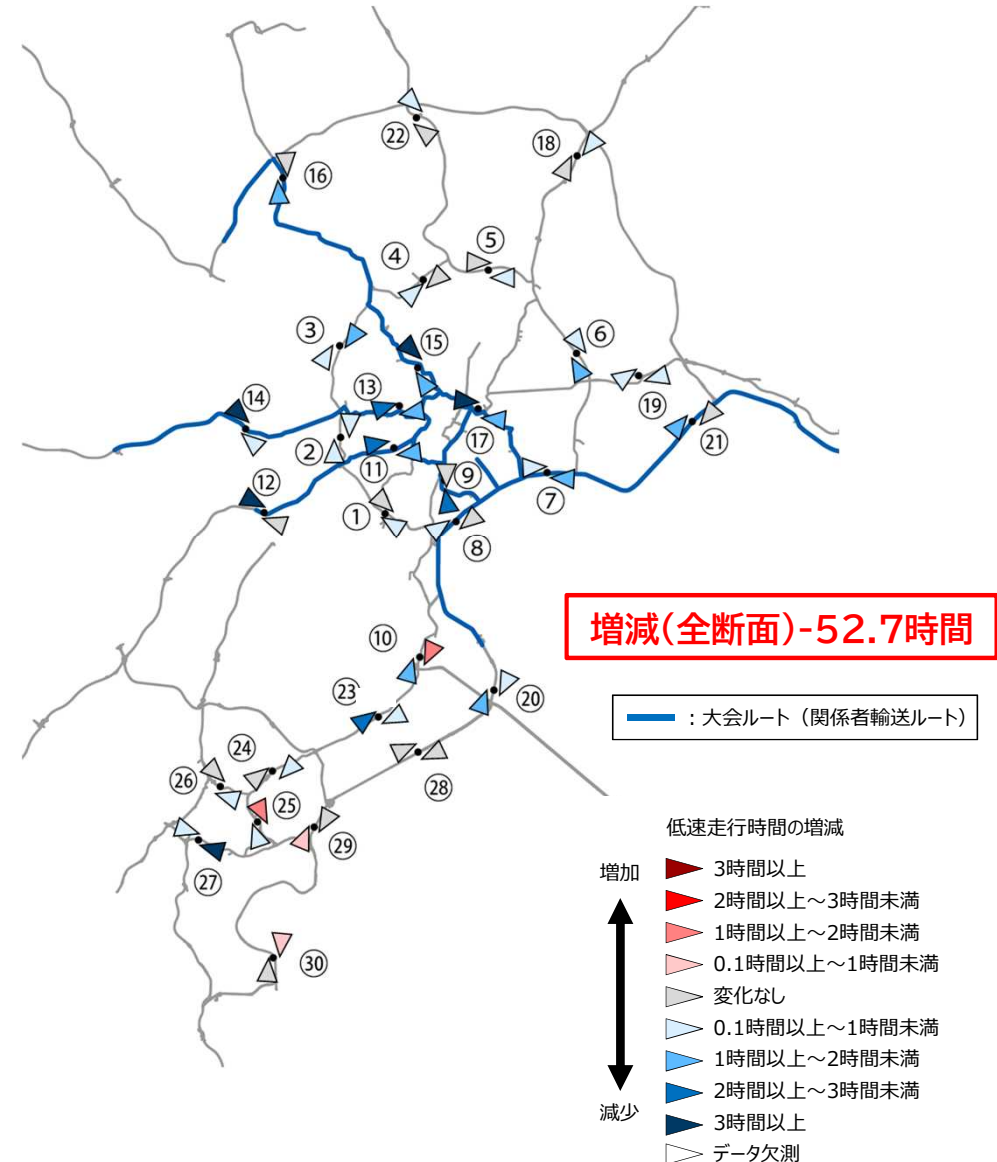 ㉒
⑱
⑯
⑤
④
③
⑥
⑮
⑬
⑭
⑲
⑰
㉑
②
⑪
⑨
⑦
⑫
①
⑧
増減(全断面)-52.7時間
⑩
:大会ルート（関係者輸送ルート）
㉓
⑳
㉔
㉘
㉖
㉕
㉙
㉗
㉚
低速走行時間の増減
増加
3時間以上
2時間以上～3時間未満
1時間以上～2時間未満
0.1時間以上～1時間未満
変化なし
0.1時間以上～1時間未満
1時間以上～2時間未満
2時間以上～3時間未満
減少
3時間以上
データ欠測